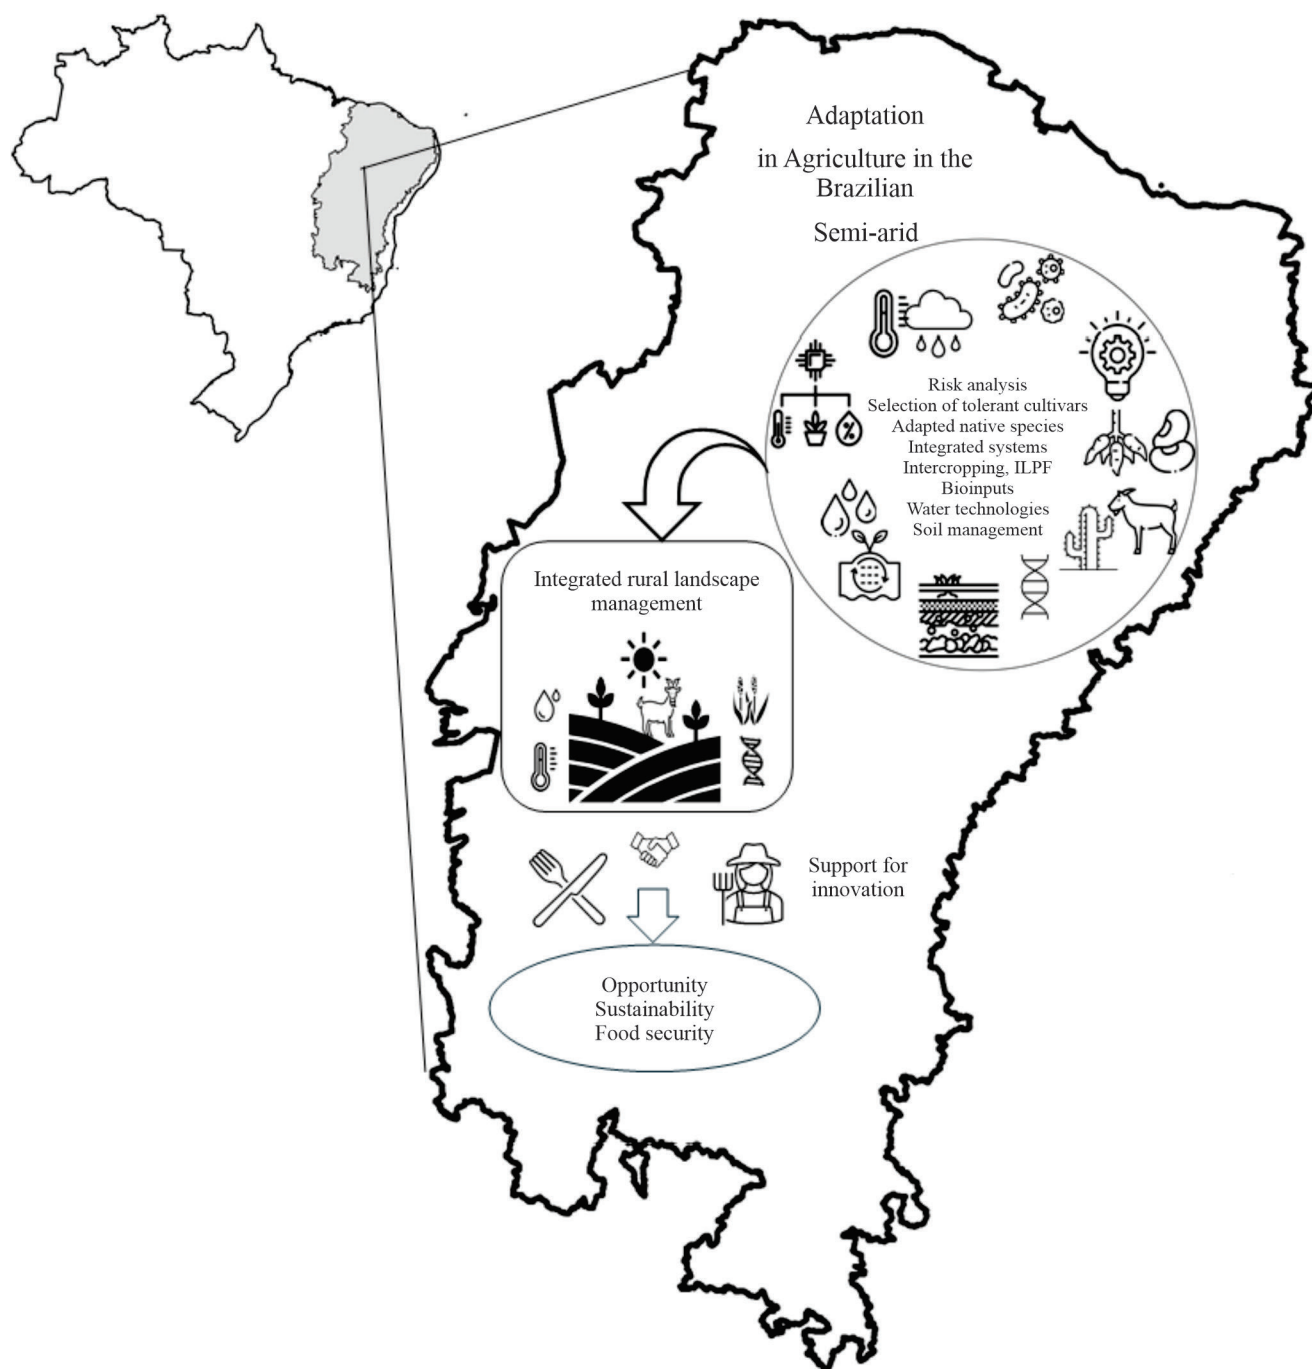 Adaptation
in Agriculture in the
Brazilian
Semi-arid
Risk analysis
Selection of tolerant cultivars
Adapted native species
Integrated systems
Intercropping, ILPF
Bioinputs
Water technologies
Soil management
%
Integrated rural landscape
management
Support for
innovation
Opportunity
Sustainability
Food security